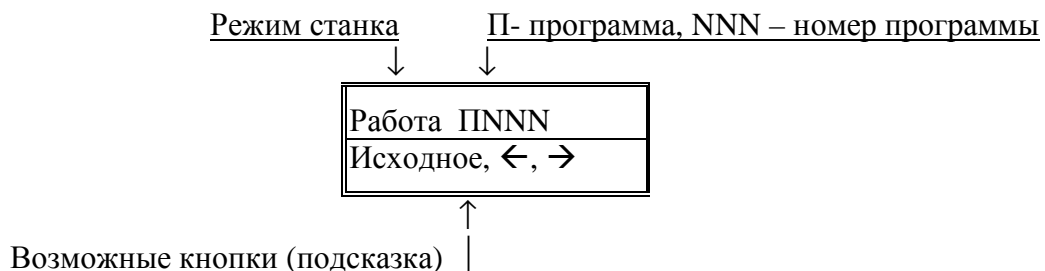 Режим станка П- программа, NNN – номер программы
↓ ↓
Работа ПNNN
Исходное, ←, →
↑
Возможные кнопки (подсказка)